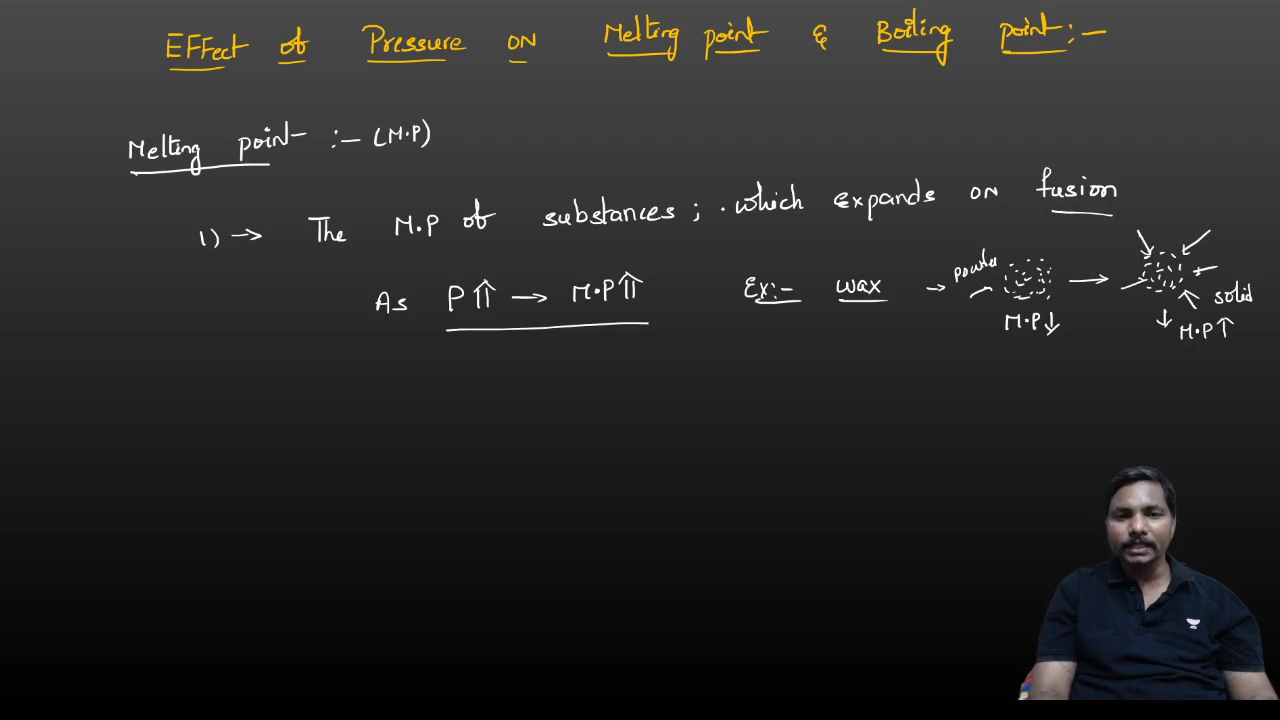 Effect of Pressure on Melting point & Boiling point :-
Melting point :- (M.P)
1) → The M.P of substances ; which expands on fusion
As P⇑ → M.P⇑ Ex:- wax → powder → solid
M.P↓ ↓ M.P↑